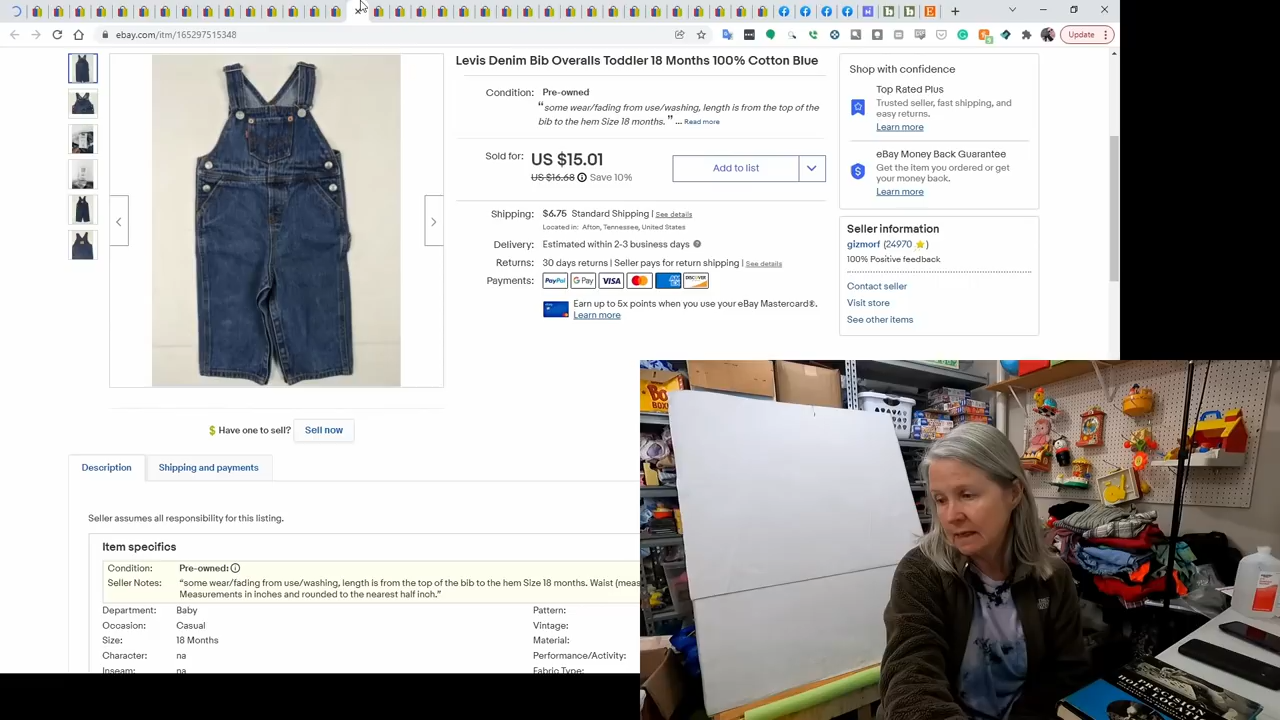 ebay.com/itm/165297515348
Update
Levis Denim Bib Overalls Toddler 18 Months 100% Cotton Blue
Condition: Pre-owned
“some wear/fading from use/washing, length is from the top of the
bib to the hem Size 18 months. ” ... Read more
Sold for: US $15.01
US $16.68 Save 10%
Add to list
Shipping: $6.75 Standard Shipping | See details
Located in: Afton, Tennessee, United States
Delivery: Estimated within 2-3 business days
Returns: 30 days returns | Seller pays for return shipping | See details
Payments: PayPal G Pay VISA DISCOVER
Earn up to 5x points when you use your eBay Mastercard®.
Learn more
Shop with confidence
Top Rated Plus
Trusted seller, fast shipping, and
easy returns.
Learn more
eBay Money Back Guarantee
Get the item you ordered or get
your money back.
Learn more
Seller information
gizmorf (24970 )
100% Positive feedback
Contact seller
Visit store
See other items
$ Have one to sell? Sell now
Description
Shipping and payments
Seller assumes all responsibility for this listing.
Item specifics
Condition: Pre-owned:
Seller Notes: “some wear/fading from use/washing, length is from the top of the bib to the hem Size 18 months. Waist (meas
Measurements in inches and rounded to the nearest half inch.”
Department: Baby Pattern:
Occasion: Casual Vintage:
Size: 18 Months Material:
Character: na Performance/Activity:
Inseam: na Fabric Type: